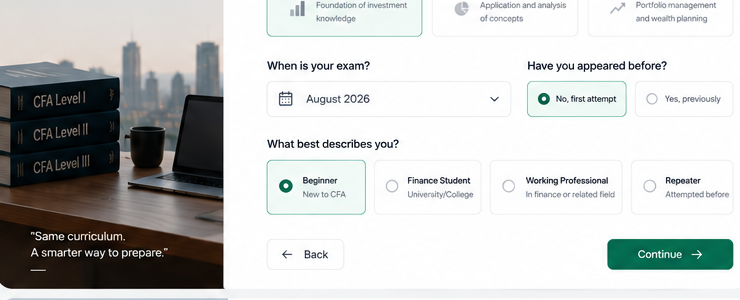 Foundation of investment
knowledge
Application and analysis
of concepts
Portfolio management
and wealth planning
When is your exam?
August 2026
Have you appeared before?
No, first attempt
Yes, previously
What best describes you?
Beginner
New to CFA
Finance Student
University/College
Working Professional
In finance or related field
Repeater
Attempted before
Back
Continue
CFA Level I
CFA Level II
CFA Level III
"Same curriculum.
A smarter way to prepare."